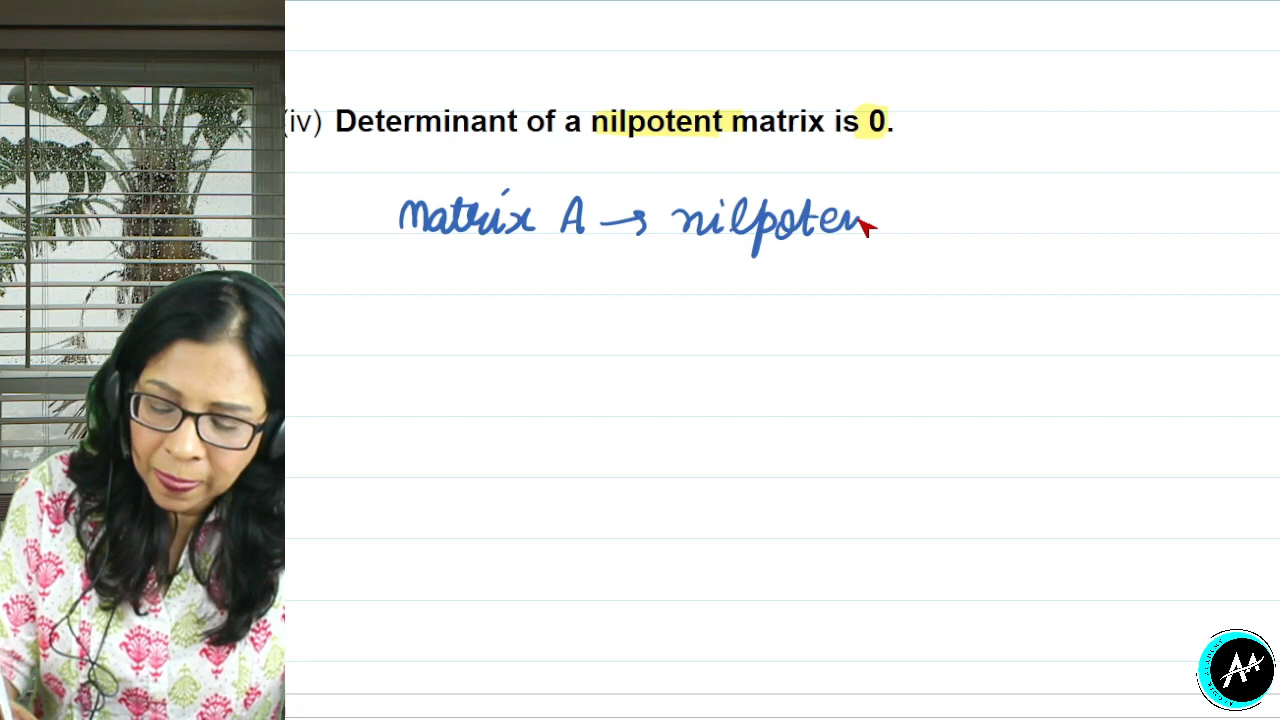 (iv) Determinant of a nilpotent matrix is 0.
Matrix A → nilpoten